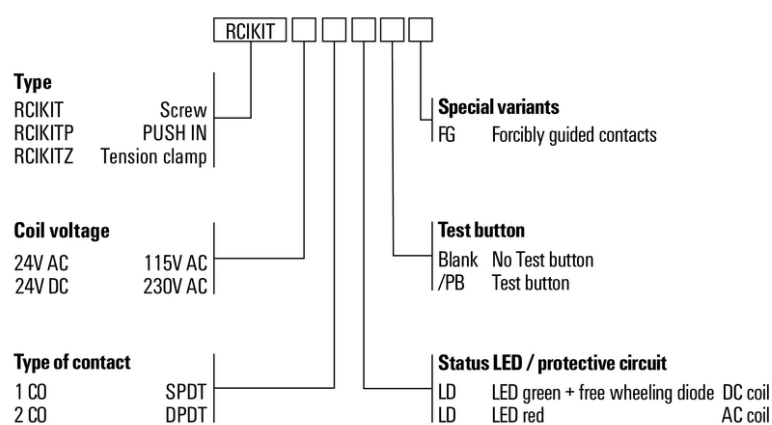 RCIKIT
Type
RCIKIT Screw
RCIKITP PUSH IN
RCIKITZ Tension clamp
Special variants
FG Forcibly guided contacts
Coil voltage
24V AC 115V AC
24V DC 230V AC
Test button
Blank No Test button
/PB Test button
Type of contact
1 CO SPDT
2 CO DPDT
Status LED / protective circuit
LD LED green + free wheeling diode DC coil
LD LED red AC coil